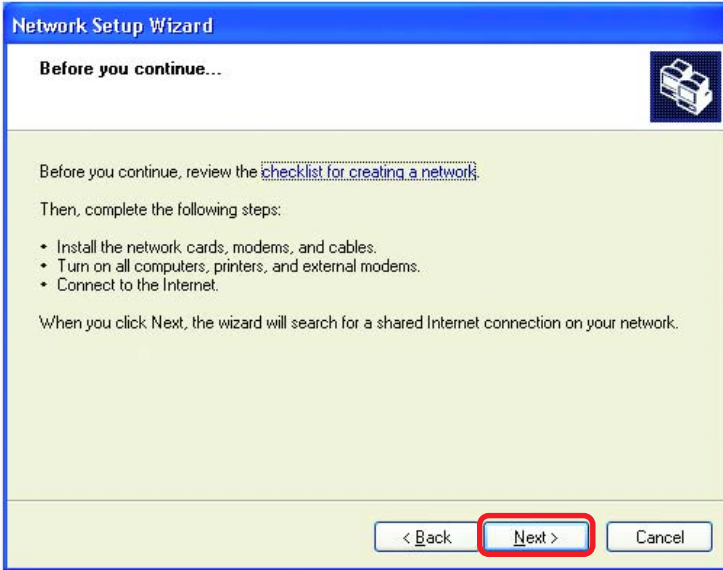 Network Setup Wizard
Before you continue...
Before you continue, review the checklist for creating a network.
Then, complete the following steps:
• Install the network cards, modems, and cables.
• Turn on all computers, printers, and external modems.
• Connect to the Internet.
When you click Next, the wizard will search for a shared Internet connection on your network.
< Back
Next >
Cancel